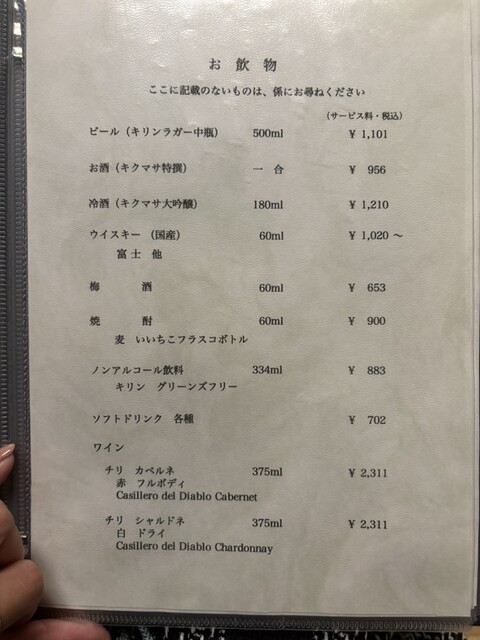 お飲物
ここに記載のないものは、係にお尋ねください
（サービス料・税込）
ビール（キリンラガー中瓶） 500ml ￥ 1,101
お酒（キクマサ特撰） 一 合 ￥ 956
冷酒（キクマサ大吟醸） 180ml ￥ 1,210
ウイスキー （国産） 60ml ￥ 1,020 ～
富士 他
梅 酒 60ml ￥ 653
焼 酎 60ml ￥ 900
麦 いいちこフラスコボトル
ノンアルコール飲料 334ml ￥ 883
キリン グリーンズフリー
ソフトドリンク 各種 ￥ 702
ワイン
チリ カベルネ 375ml ￥ 2,311
赤 フルボディ
Casillero del Diablo Cabernet
チリ シャルドネ 375ml ￥ 2,311
白 ドライ
Casillero del Diablo Chardonnay